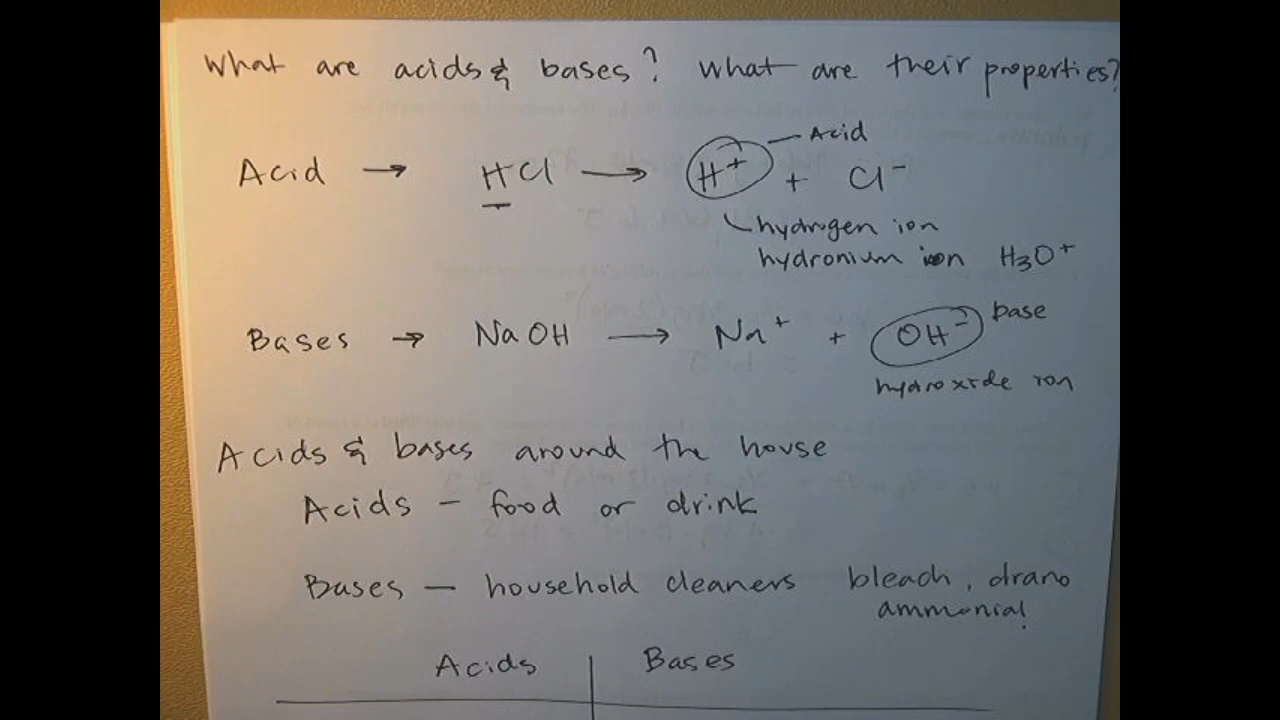 What are acids & bases? What are their properties?
Acid
Acid → HCl → H+ + Cl-
hydrogen ion
hydronium ion H3O+
base
Bases → NaOH → Na+ + OH-
hydroxide ion
Acids & bases around the house
Acids - food or drink
Bases - household cleaners bleach, drano
ammonia!
Acids Bases